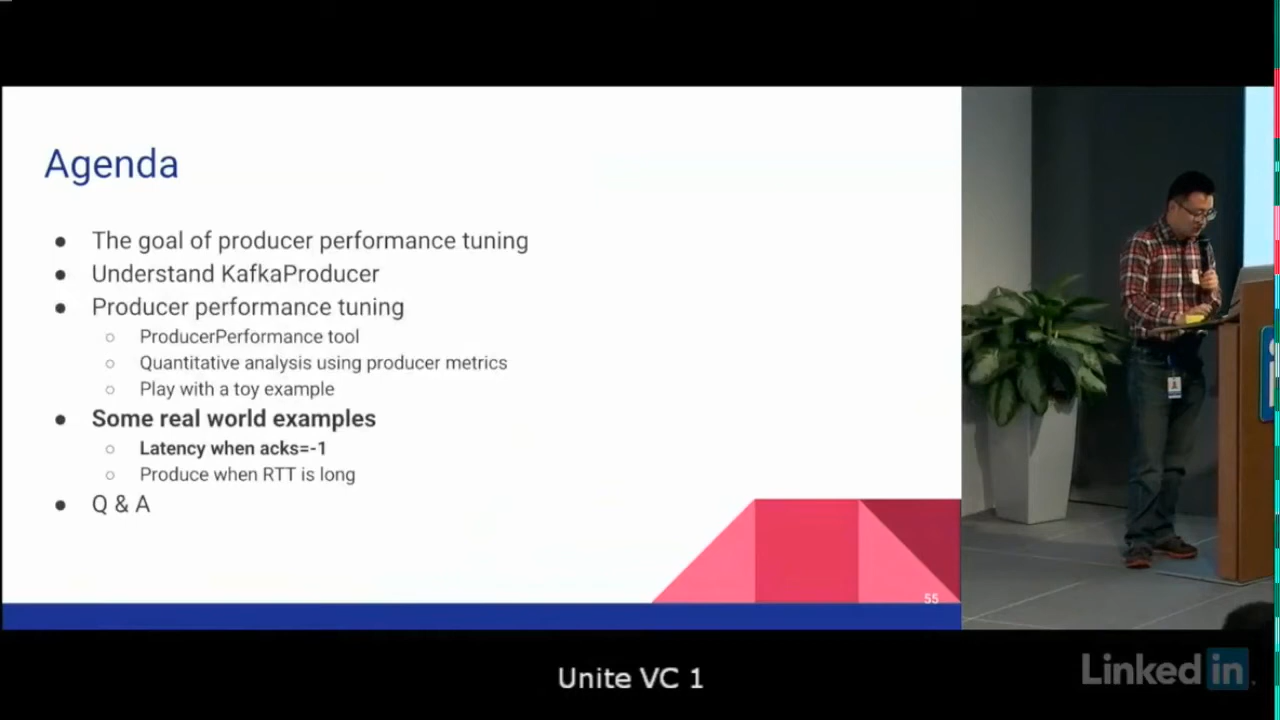 Agenda
● The goal of producer performance tuning
● Understand KafkaProducer
● Producer performance tuning
○ ProducerPerformance tool
○ Quantitative analysis using producer metrics
○ Play with a toy example
● Some real world examples
○ Latency when acks=-1
○ Produce when RTT is long
● Q & A
55
Unite VC 1
Linked in